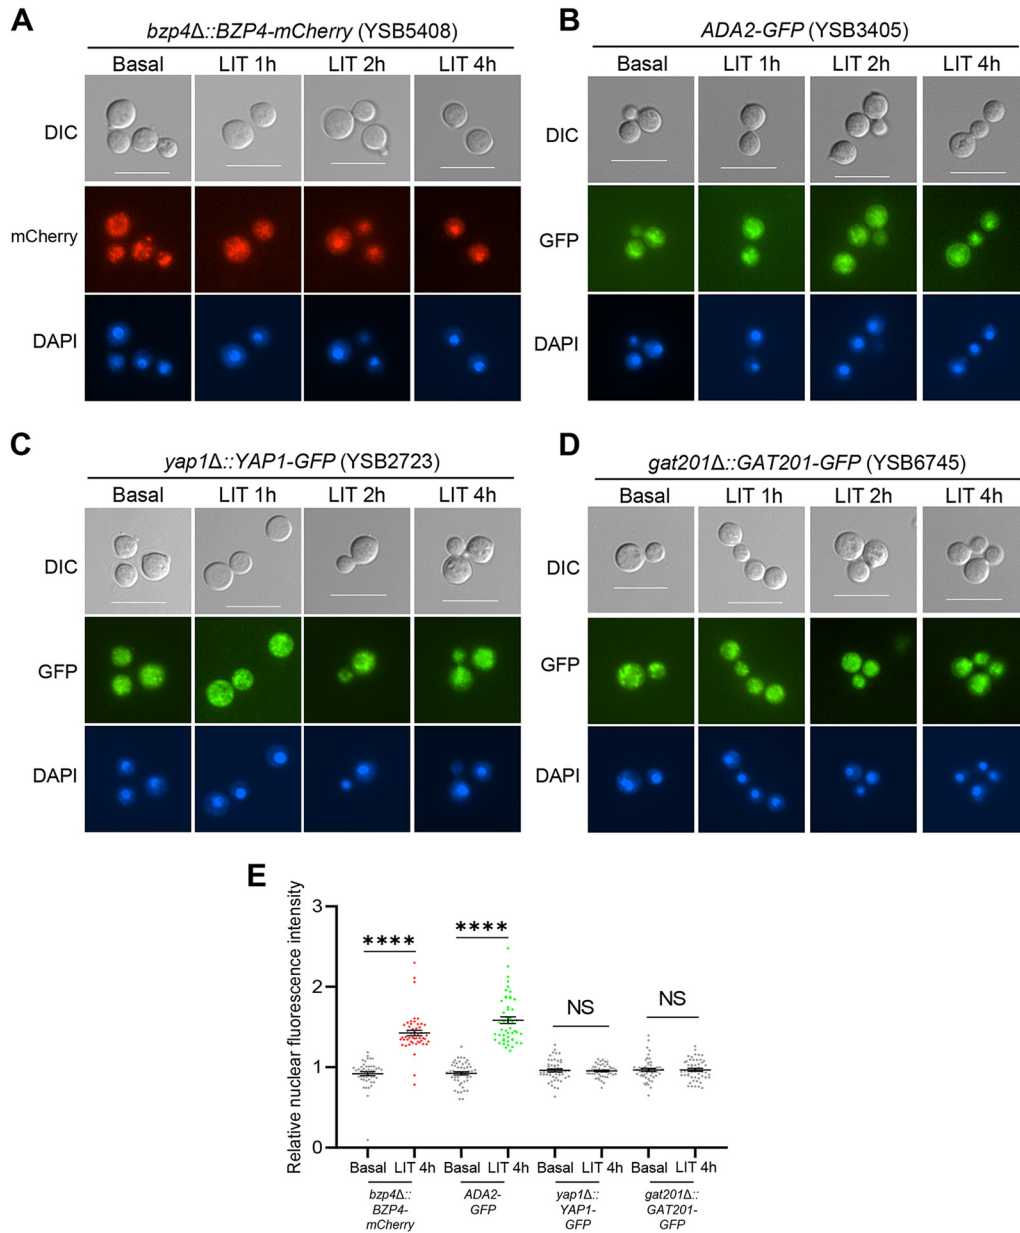 A
bzp4Δ::BZP4-mCherry (YSB5408)
Basal LIT 1h LIT 2h LIT 4h
DIC
mCherry
DAPI
B
ADA2-GFP (YSB3405)
Basal LIT 1h LIT 2h LIT 4h
DIC
GFP
DAPI
C
yap1Δ::YAP1-GFP (YSB2723)
Basal LIT 1h LIT 2h LIT 4h
DIC
GFP
DAPI
D
gat201Δ::GAT201-GFP (YSB6745)
Basal LIT 1h LIT 2h LIT 4h
DIC
GFP
DAPI
E
Relative nuclear fluorescence intensity
3
2
1
0
**** **** NS NS
Basal LIT 4h Basal LIT 4h Basal LIT 4h Basal LIT 4h
bzp4Δ::
BZP4-
mCherry
ADA2-
GFP
yap1Δ::
YAP1-
GFP
gat201Δ::
GAT201-
GFP